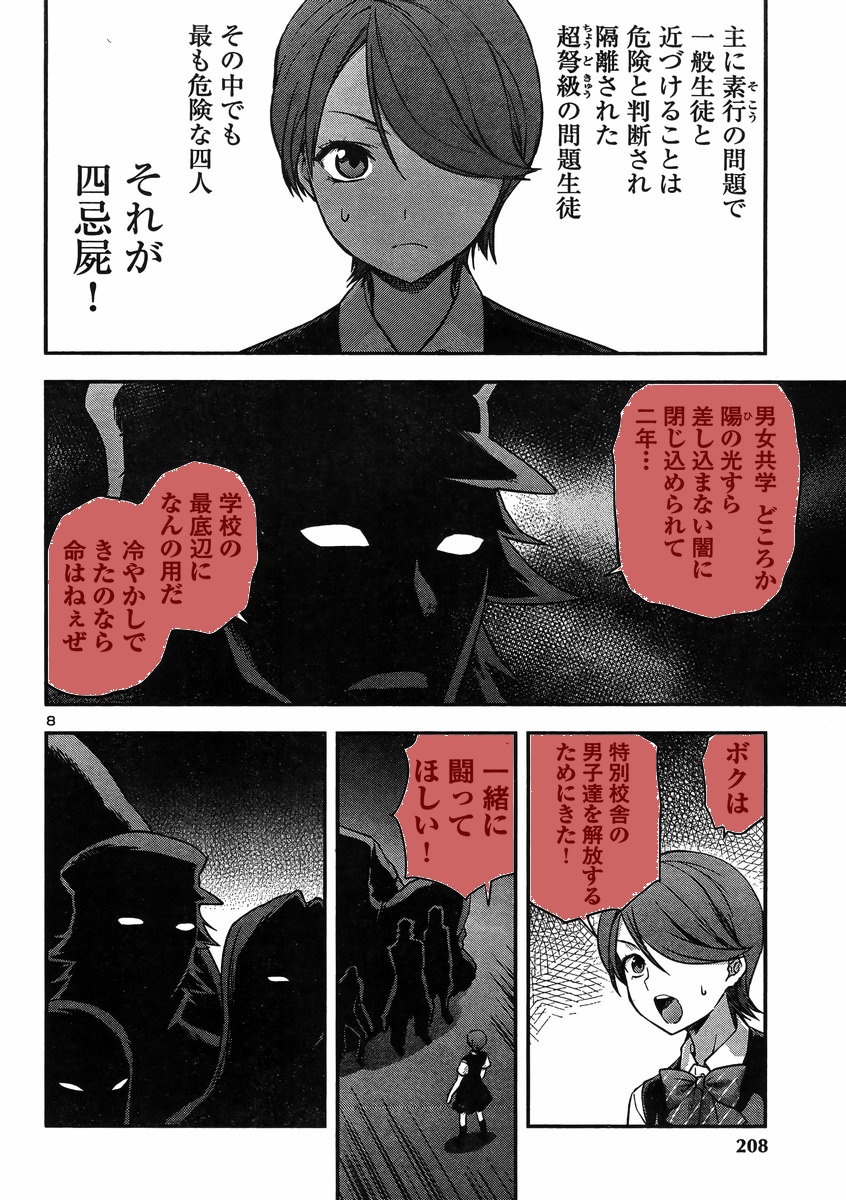 主に素行の問題で
一般生徒と
近づけることは
危険と判断され
隔離された
超弩級の問題生徒
その中でも
最も危険な四人
それが
四忌屍！
男女共学 どころか
陽の光すら
差し込まない闇に
閉じ込められて
二年…
学校の
最底辺に
なんの用だ
冷やかしで
きたのなら
命はねぇぜ
8
ボクは
特別校舎の
男子達を解放する
ためにきた！
一緒に
闘って
ほしい！
208